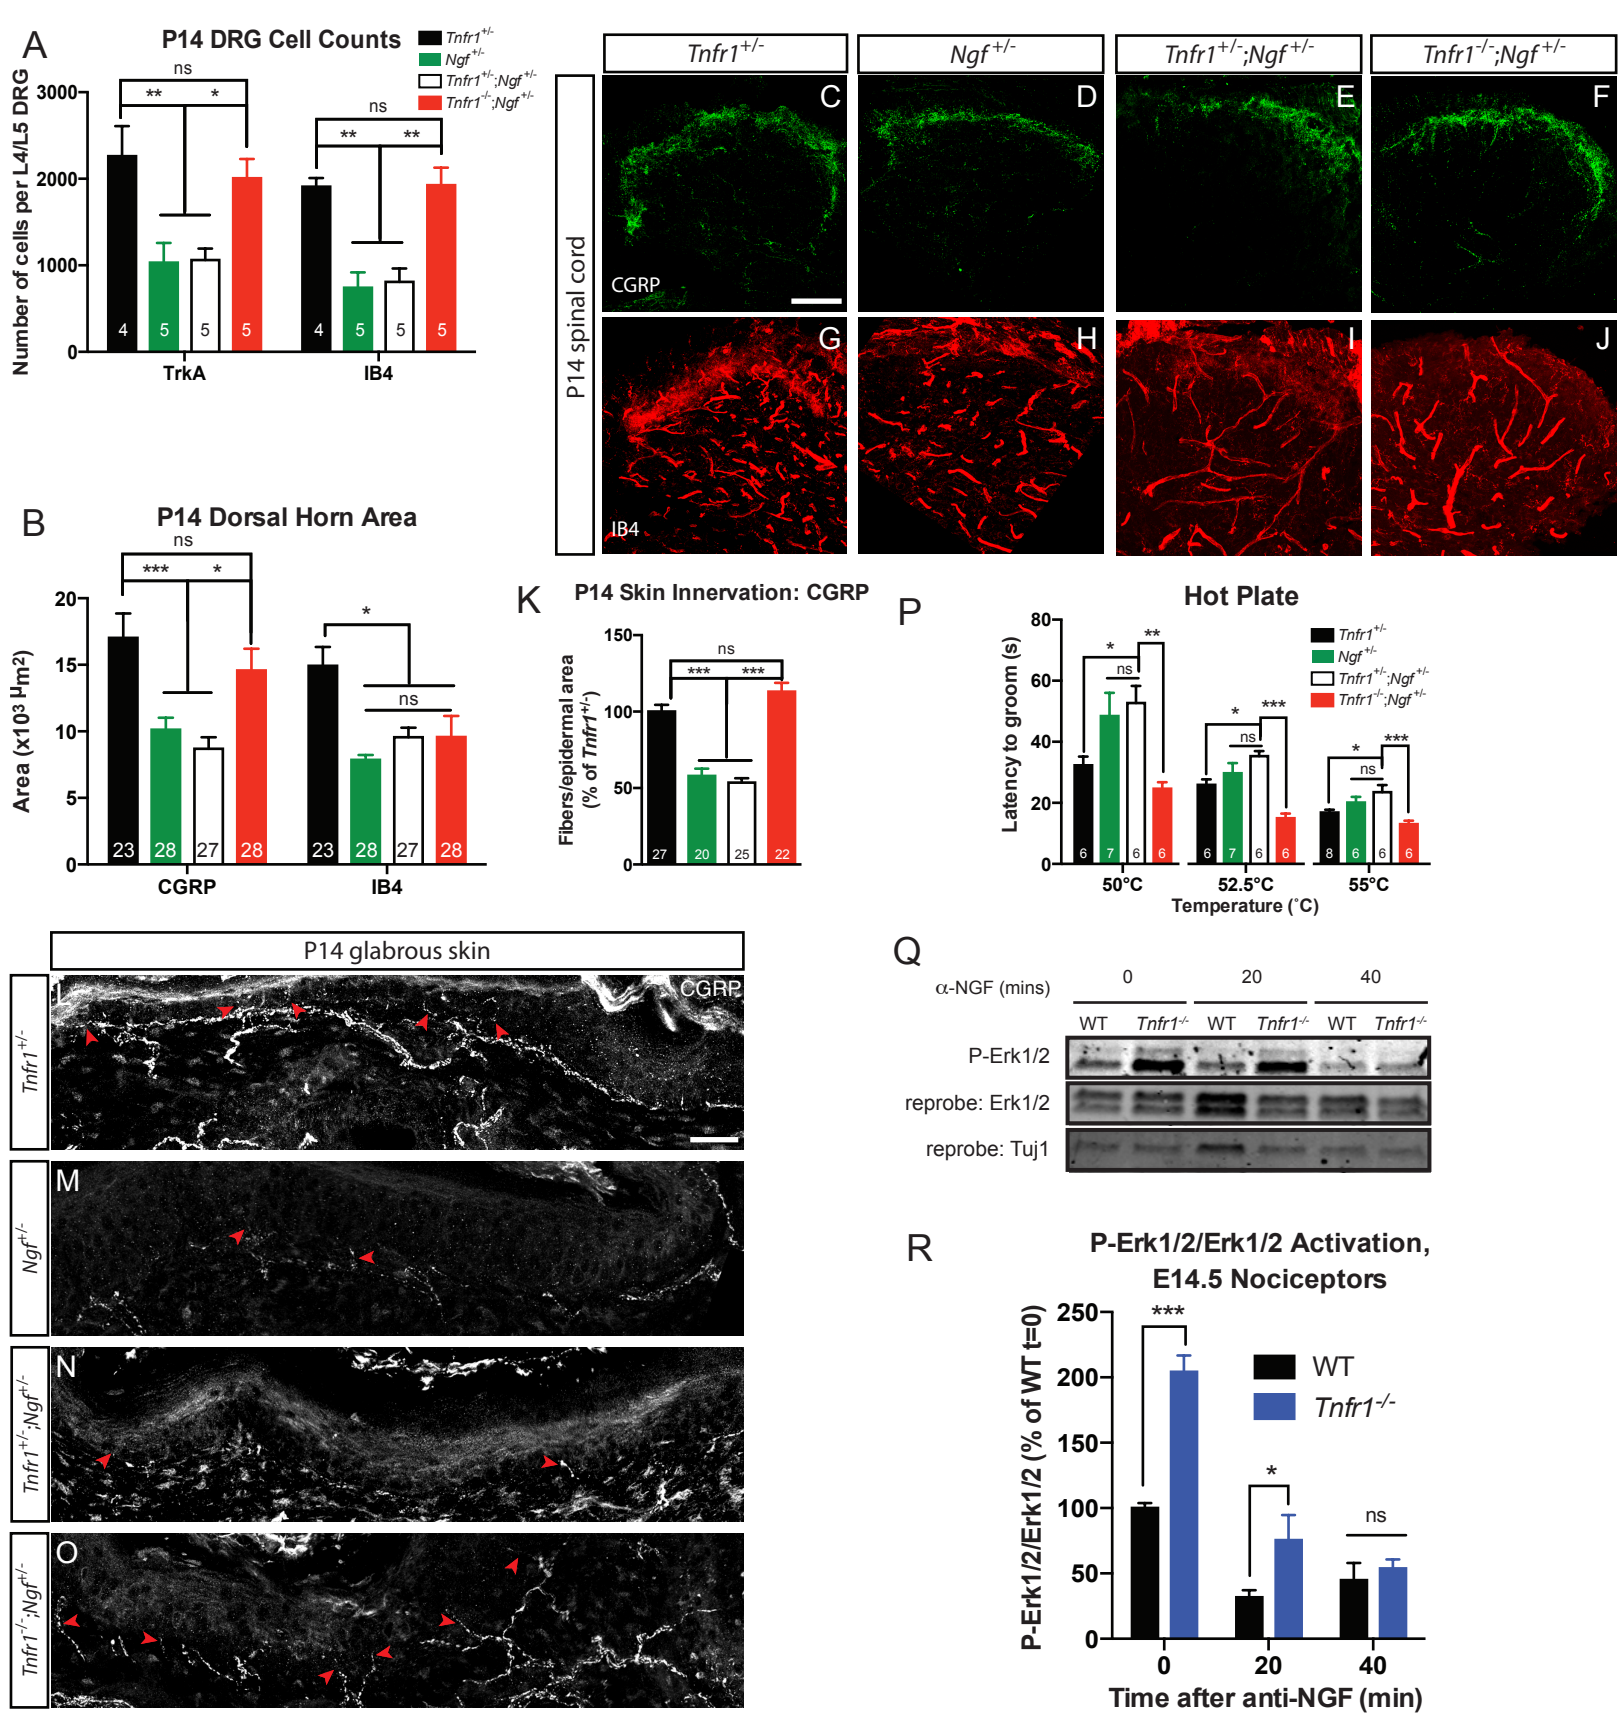 A
P14 DRG Cell Counts
Tnfr1+/-
Ngf+/-
Tnfr1+/-;Ngf+/-
Tnfr1-/-;Ngf+/-
Number of cells per L4/L5 DRG
3000
2000
1000
0
ns
** *
ns
** **
4 5 5 5 4 5 5 5
TrkA IB4
B
P14 Dorsal Horn Area
Area (x10³ µm2)
20
15
10
5
0
ns
*** *
*
ns
23 28 27 28 23 28 27 28
CGRP IB4
Tnfr1+/- Ngf+/- Tnfr1+/-;Ngf+/- Tnfr1-/-;Ngf+/-
P14 spinal cord
C D E F
CGRP
G H I J
IB4
K
P14 Skin Innervation: CGRP
Fibers/epidermal area
(% of Tnfr1+/-)
150
100
50
0
ns
*** ***
27 20 25 22
P
Hot Plate
Tnfr1+/-
Ngf+/-
Tnfr1+/-;Ngf+/-
Tnfr1-/-;Ngf+/-
Latency to groom (s)
80
60
40
20
0
* **
ns
* ***
ns
* ***
ns
6 7 6 6 6 7 6 6 8 6 6 6
50°C 52.5°C 55°C
Temperature (˚C)
P14 glabrous skin
Tnfr1+/-
L
CGRP
Ngf+/-
M
Tnfr1+/-;Ngf+/-
N
Tnfr1-/-;Ngf+/-
O
Q
α-NGF (mins)
0 20 40
WT Tnfr1-/- WT Tnfr1-/- WT Tnfr1-/-
P-Erk1/2
reprobe: Erk1/2
reprobe: Tuj1
R
P-Erk1/2/Erk1/2 Activation,
E14.5 Nociceptors
P-Erk1/2/Erk1/2 (% of WT t=0)
250
200
150
100
50
0
***
*
ns
WT
Tnfr1-/-
0 20 40
Time after anti-NGF (min)